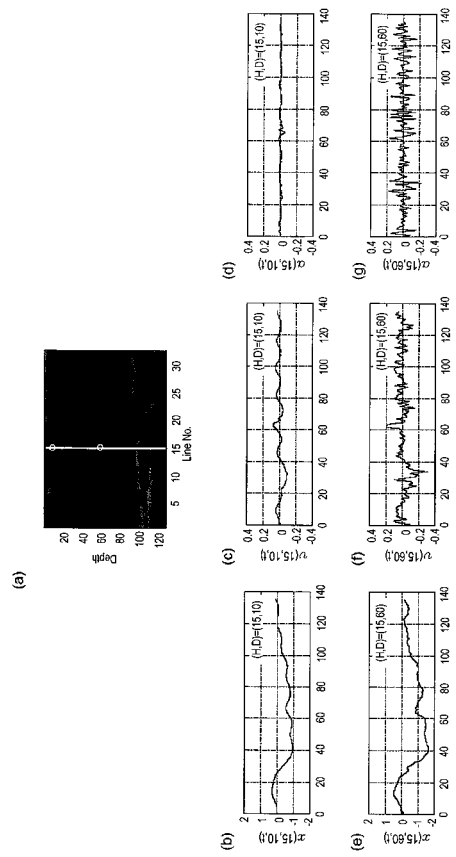 (a)
Depth
20
40
60
80
100
120
5 10 15 20 25 30
Line No.
(b)
x(15,10,t)
2
1
0
-1
-2
(H,D)=(15,10)
0 20 40 60 80 100 120 140
(c)
v(15,10,t)
0.4
0.2
0
-0.2
-0.4
(H,D)=(15,10)
0 20 40 60 80 100 120 140
(d)
α(15,10,t)
0.4
0.2
0
-0.2
-0.4
(H,D)=(15,10)
0 20 40 60 80 100 120 140
(e)
x(15,60,t)
2
1
0
-1
-2
(H,D)=(15,60)
0 20 40 60 80 100 120 140
(f)
v(15,60,t)
0.4
0.2
0
-0.2
-0.4
(H,D)=(15,60)
0 20 40 60 80 100 120 140
(g)
α(15,60,t)
0.4
0.2
0
-0.2
-0.4
(H,D)=(15,60)
0 20 40 60 80 100 120 140